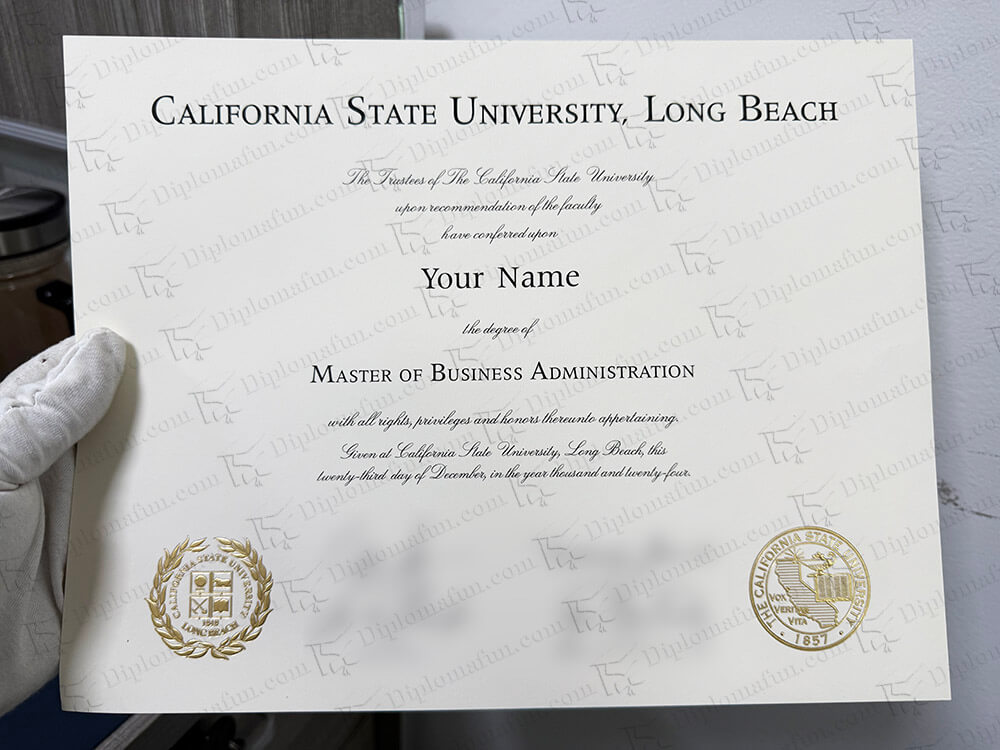 CALIFORNIA STATE UNIVERSITY, LONG BEACH
The Trustees of The California State University
upon recommendation of the faculty
have conferred upon
Your Name
the degree of
MASTER OF BUSINESS ADMINISTRATION
with all rights, privileges and honors thereunto appertaining.
Given at California State University, Long Beach, this
twenty-third day of December, in the year thousand and twenty-four.
CALIFORNIA STATE UNIVERSITY
1949
LONG BEACH
THE CALIFORNIA STATE UNIVERSITY
VOX
VERITAS
VITA
1857
Diplomafun.com